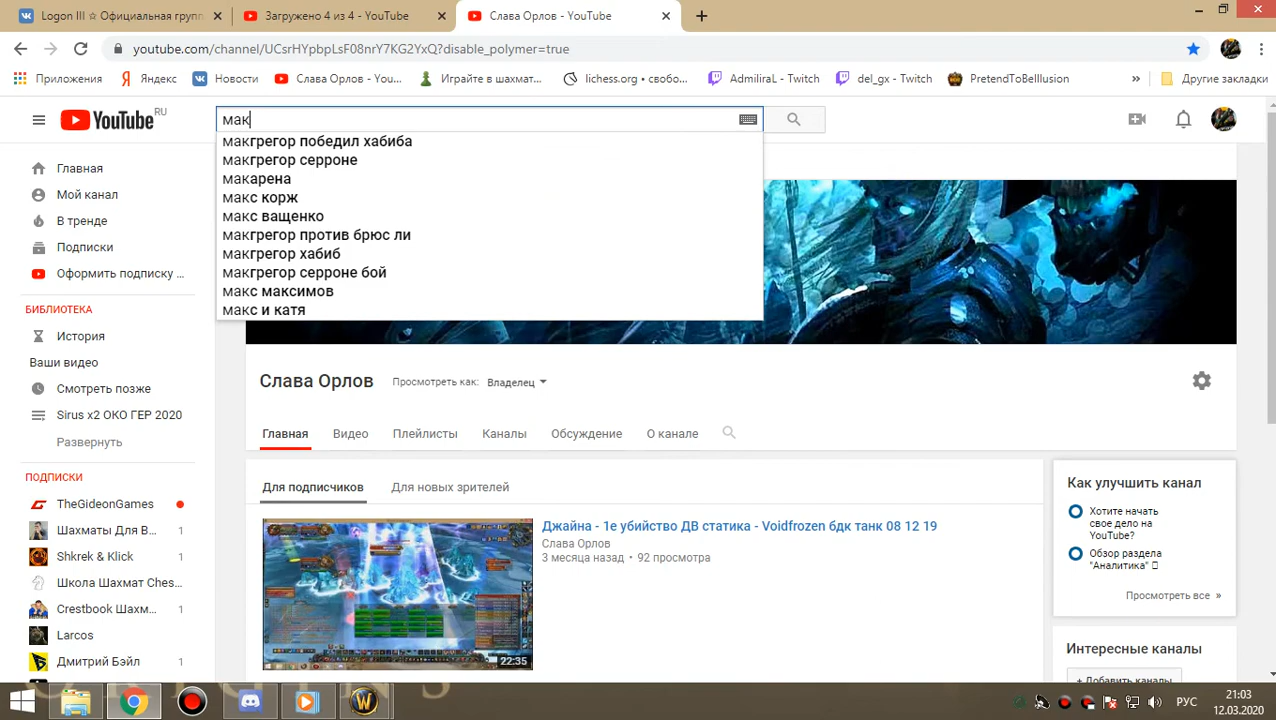 Logon III ☆ Официальная групп
Загружено 4 из 4 - YouTube
Слава Орлов - YouTube
youtube.com/channel/UCsrHYpbpLsF08nrY7KG2YxQ?disable_polymer=true
Приложения
Яндекс
Новости
Слава Орлов - You...
Играйте в шахмат...
lichess.org • свобо...
AdmiraL - Twitch
del_gx - Twitch
PretendToBeIllusion
»
Другие закладки
YouTube RU
мак
макгрегор победил хабиба
макгрегор серроне
макарена
макс корж
макс ващенко
макгрегор против брюс ли
макгрегор хабиб
макгрегор серроне бой
макс максимов
макс и катя
Главная
Мой канал
В тренде
Подписки
Оформить подписку ...
БИБЛИОТЕКА
История
Ваши видео
Смотреть позже
Sirus x2 ОКО ГЕР 2020
Развернуть
ПОДПИСКИ
TheGideonGames
Шахматы Для В... 1
Shkrek & Klick 1
Школа Шахмат Ches...
Crestbook Шахм... 1
Larcos
Дмитрий Бэйл 1
Слава Орлов
Просмотреть как: Владелец
Главная
Видео
Плейлисты
Каналы
Обсуждение
О канале
Для подписчиков
Для новых зрителей
Джайна - 1е убийство ДВ статика - Voidfrozen бдк танк 08 12 19
Слава Орлов
3 месяца назад • 92 просмотра
22:35
Как улучшить канал
Хотите начать
свое дело на
YouTube?
Обзор раздела
"Аналитика"
Просмотреть все »
Интересные каналы
+ Добавить каналы
РУС
21:03
12.03.2020